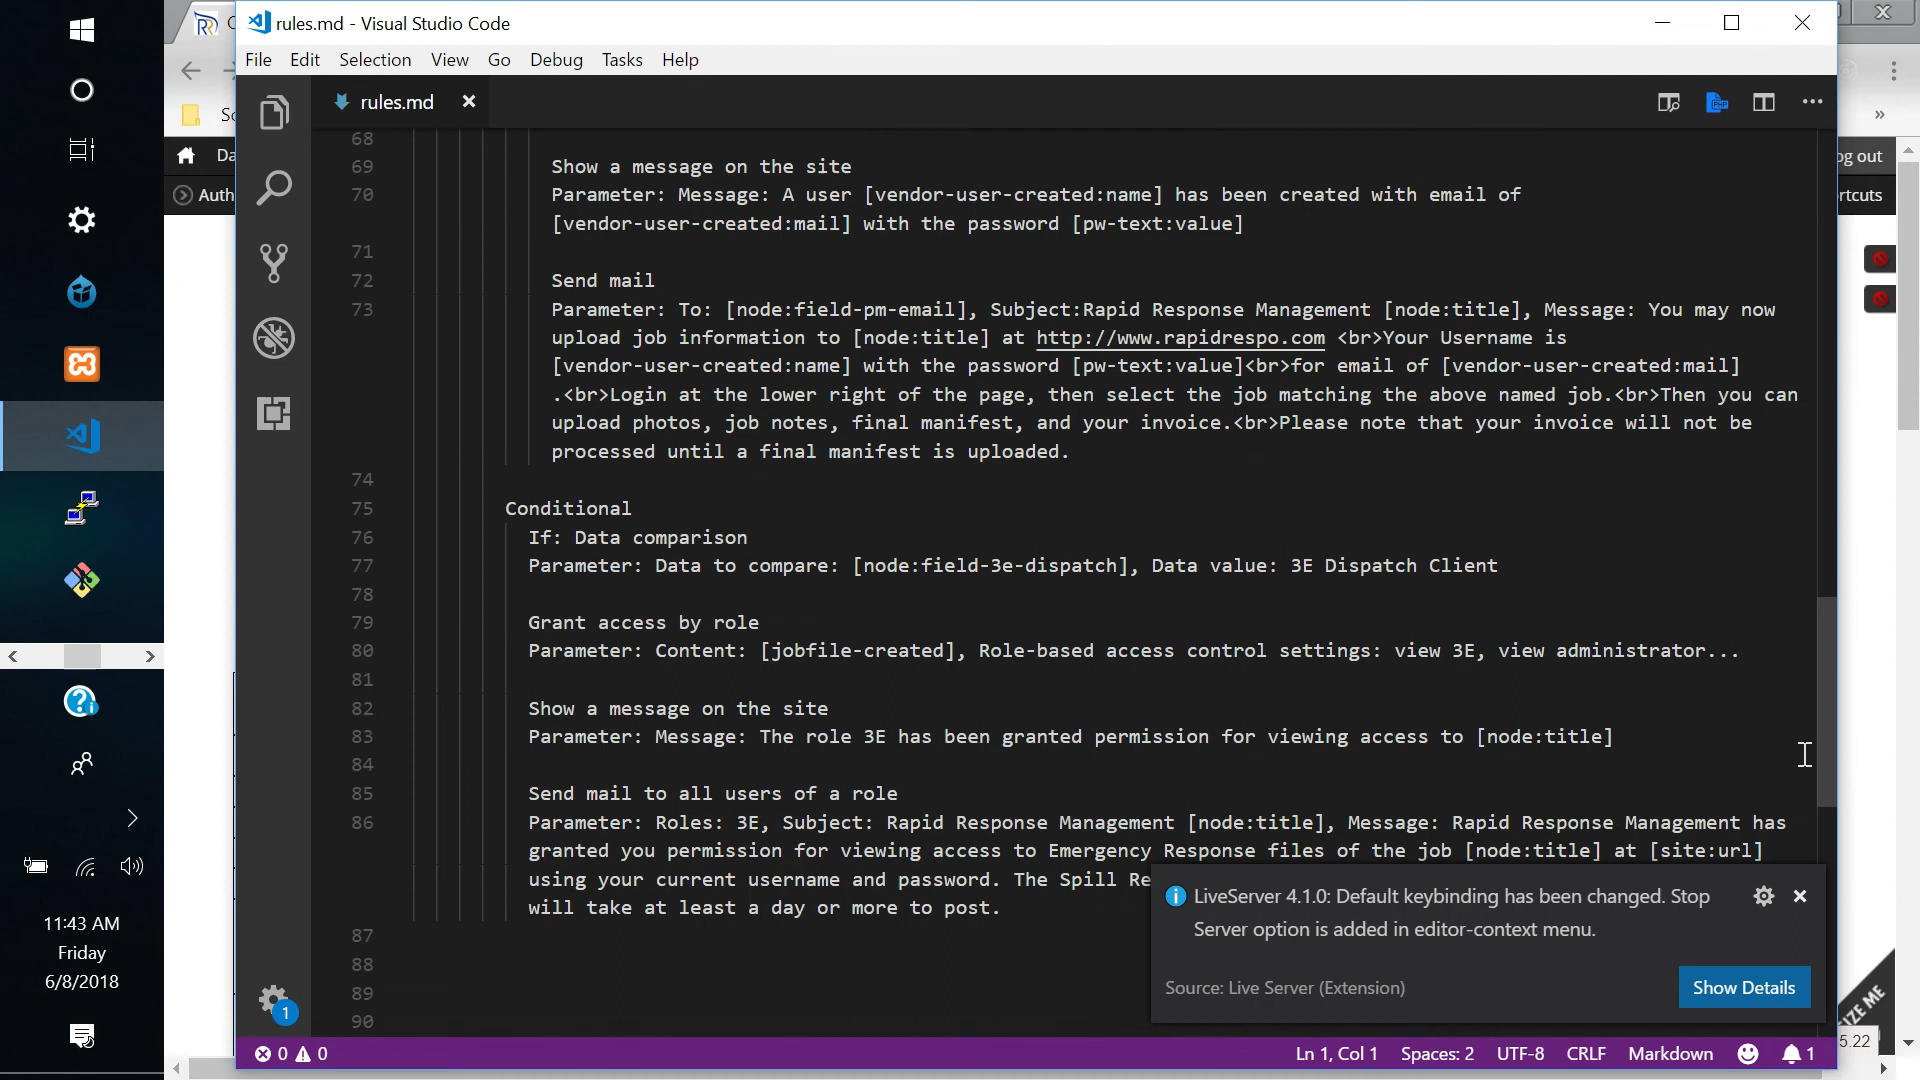 rules.md - Visual Studio Code
File Edit Selection View Go Debug Tasks Help
rules.md
So
Da
og out
Auth
rtcuts
68
69 Show a message on the site
70 Parameter: Message: A user [vendor-user-created:name] has been created with email of
[vendor-user-created:mail] with the password [pw-text:value]
71
72 Send mail
73 Parameter: To: [node:field-pm-email], Subject:Rapid Response Management [node:title], Message: You may now
upload job information to [node:title] at http://www.rapidrespo.com <br>Your Username is
[vendor-user-created:name] with the password [pw-text:value]<br>for email of [vendor-user-created:mail]
.<br>Login at the lower right of the page, then select the job matching the above named job.<br>Then you can
upload photos, job notes, final manifest, and your invoice.<br>Please note that your invoice will not be
processed until a final manifest is uploaded.
74
75 Conditional
76 If: Data comparison
77 Parameter: Data to compare: [node:field-3e-dispatch], Data value: 3E Dispatch Client
78
79 Grant access by role
80 Parameter: Content: [jobfile-created], Role-based access control settings: view 3E, view administrator...
81
82 Show a message on the site
83 Parameter: Message: The role 3E has been granted permission for viewing access to [node:title]
84
85 Send mail to all users of a role
86 Parameter: Roles: 3E, Subject: Rapid Response Management [node:title], Message: Rapid Response Management has
granted you permission for viewing access to Emergency Response files of the job [node:title] at [site:url]
using your current username and password. The Spill Re
will take at least a day or more to post.
87
88
89
90
LiveServer 4.1.0: Default keybinding has been changed. Stop
Server option is added in editor-context menu.
Source: Live Server (Extension)
Show Details
1
0 0
Ln 1, Col 1 Spaces: 2 UTF-8 CRLF Markdown 1
IZE ME
5.22
11:43 AM
Friday
6/8/2018